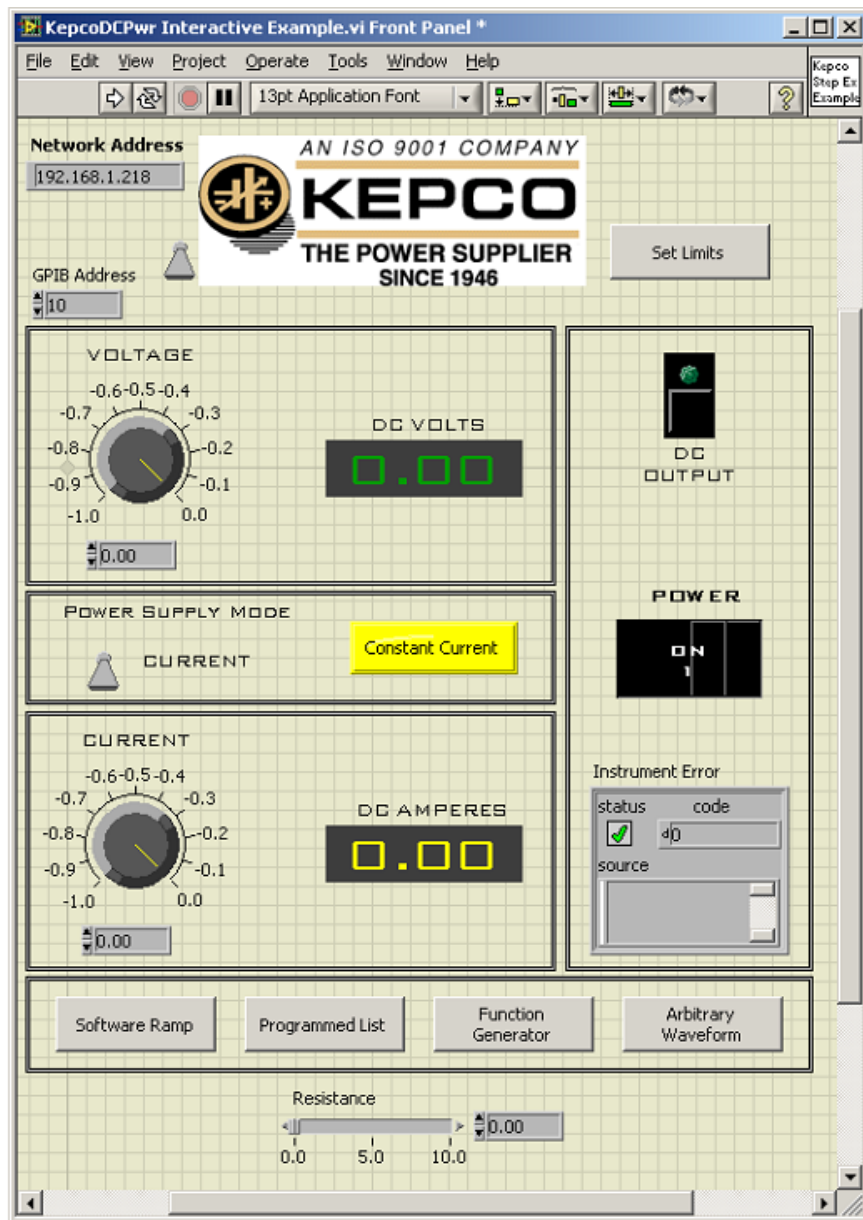 KepcoDCPwr Interactive Example.vi Front Panel *
File Edit View Project Operate Tools Window Help
13pt Application Font
Kepco
Step Ex
Example
Network Address
192.168.1.218
AN ISO 9001 COMPANY
KEPCO
THE POWER SUPPLIER
SINCE 1946
Set Limits
GPIB Address
10
VOLTAGE
-1.0 -0.9 -0.8 -0.7 -0.6 -0.5 -0.4 -0.3 -0.2 -0.1 0.0
0.00
DC VOLTS
0.00
DC
OUTPUT
POWER SUPPLY MODE
CURRENT
Constant Current
POWER
ON
1
CURRENT
-1.0 -0.9 -0.8 -0.7 -0.6 -0.5 -0.4 -0.3 -0.2 -0.1 0.0
0.00
DC AMPERES
0.00
Instrument Error
status code
d0
source
Software Ramp
Programmed List
Function
Generator
Arbitrary
Waveform
Resistance
0.00
0.0 5.0 10.0